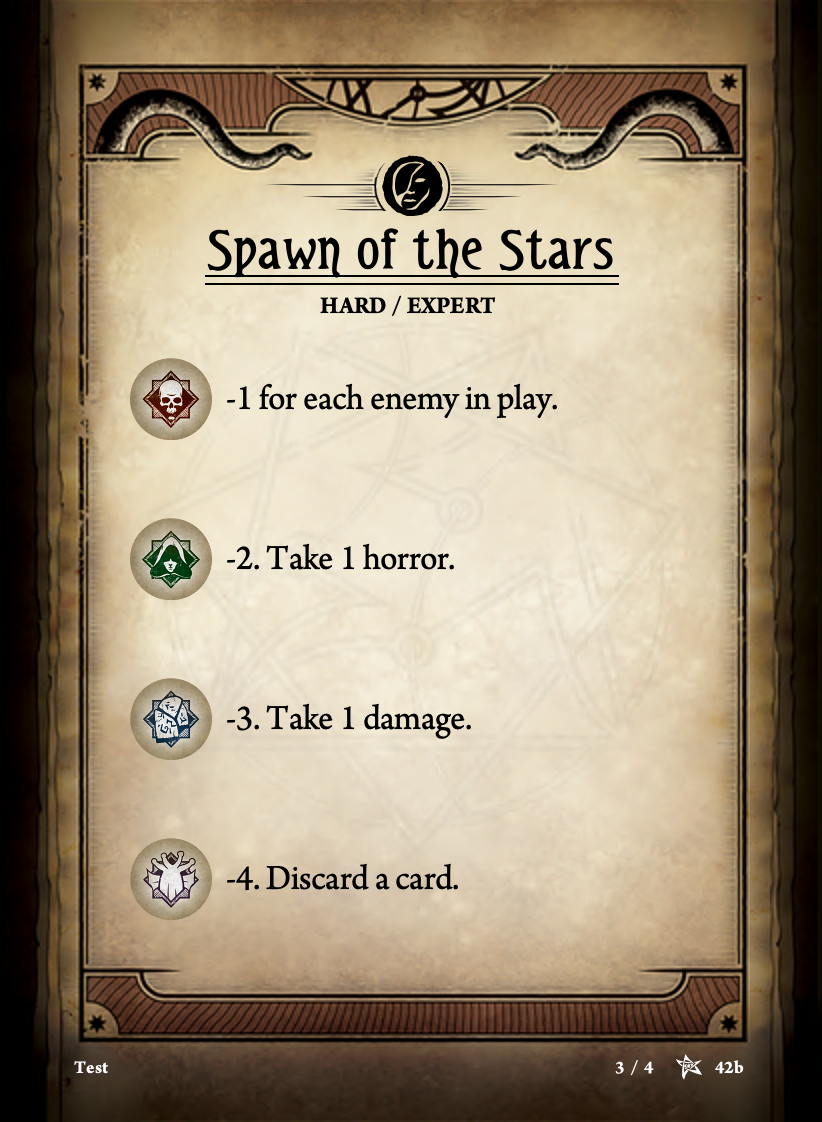 Spawn of the Stars
HARD / EXPERT
-1 for each enemy in play.
-2. Take 1 horror.
-3. Take 1 damage.
-4. Discard a card.
Test 3 / 4 42b